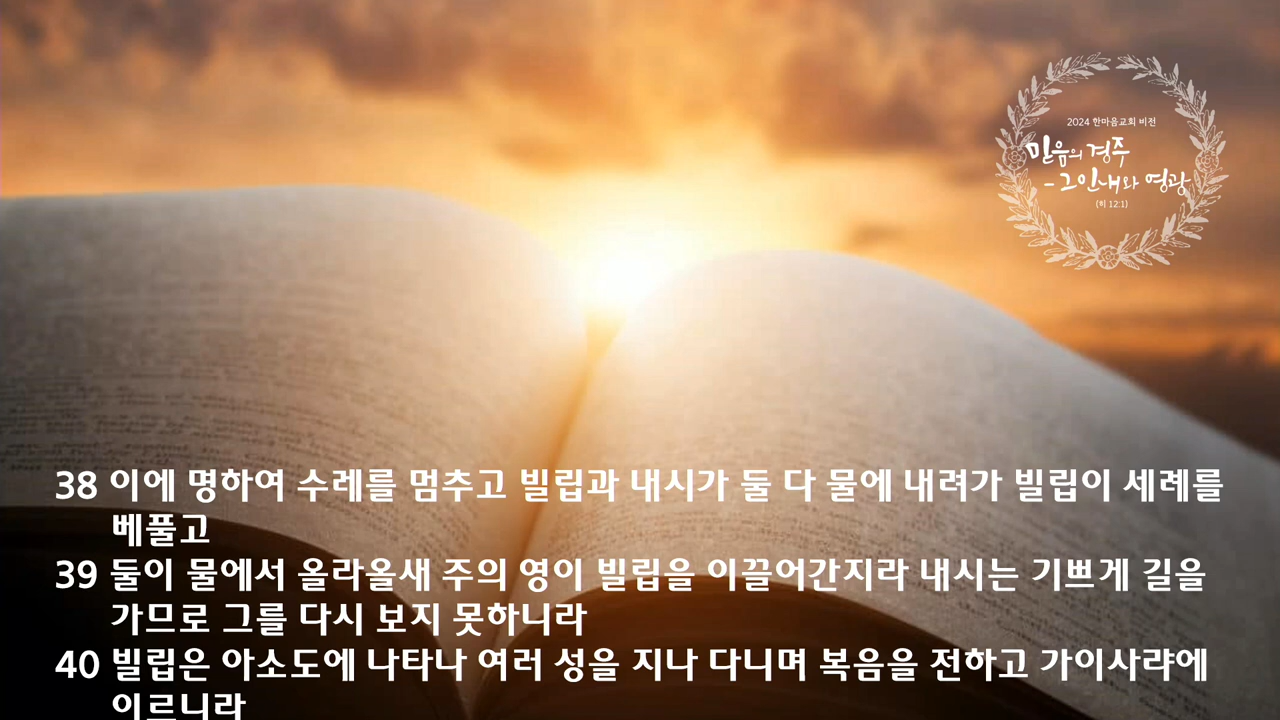 2024 한마음교회 비전
믿음의 경주
- 그 인내와 영광
(히 12:1)
38 이에 명하여 수레를 멈추고 빌립과 내시가 둘 다 물에 내려가 빌립이 세례를
베풀고
39 둘이 물에서 올라올새 주의 영이 빌립을 이끌어간지라 내시는 기쁘게 길을
가므로 그를 다시 보지 못하니라
40 빌립은 아소도에 나타나 여러 성을 지나 다니며 복음을 전하고 가이사랴에
이르니라